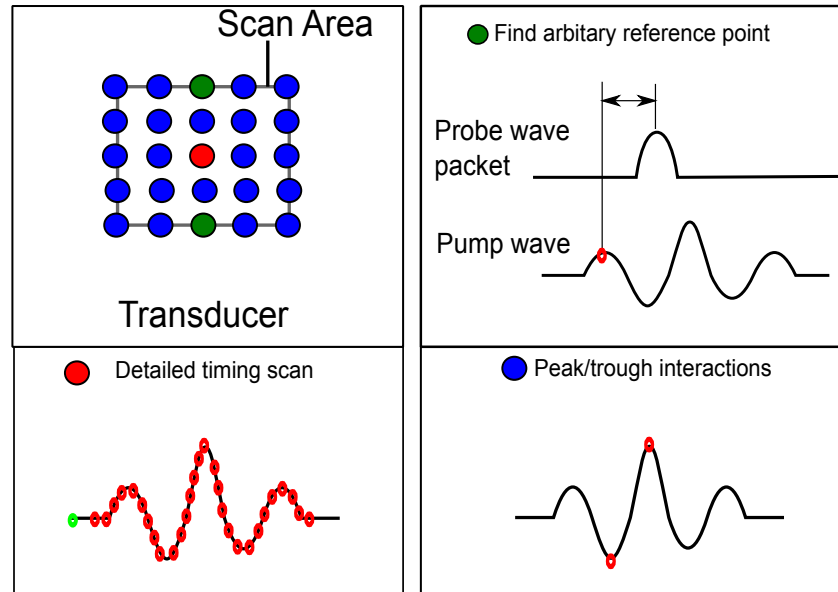 Scan Area
Transducer
Find arbitary reference point
Probe wave
packet
Pump wave
Detailed timing scan
Peak/trough interactions